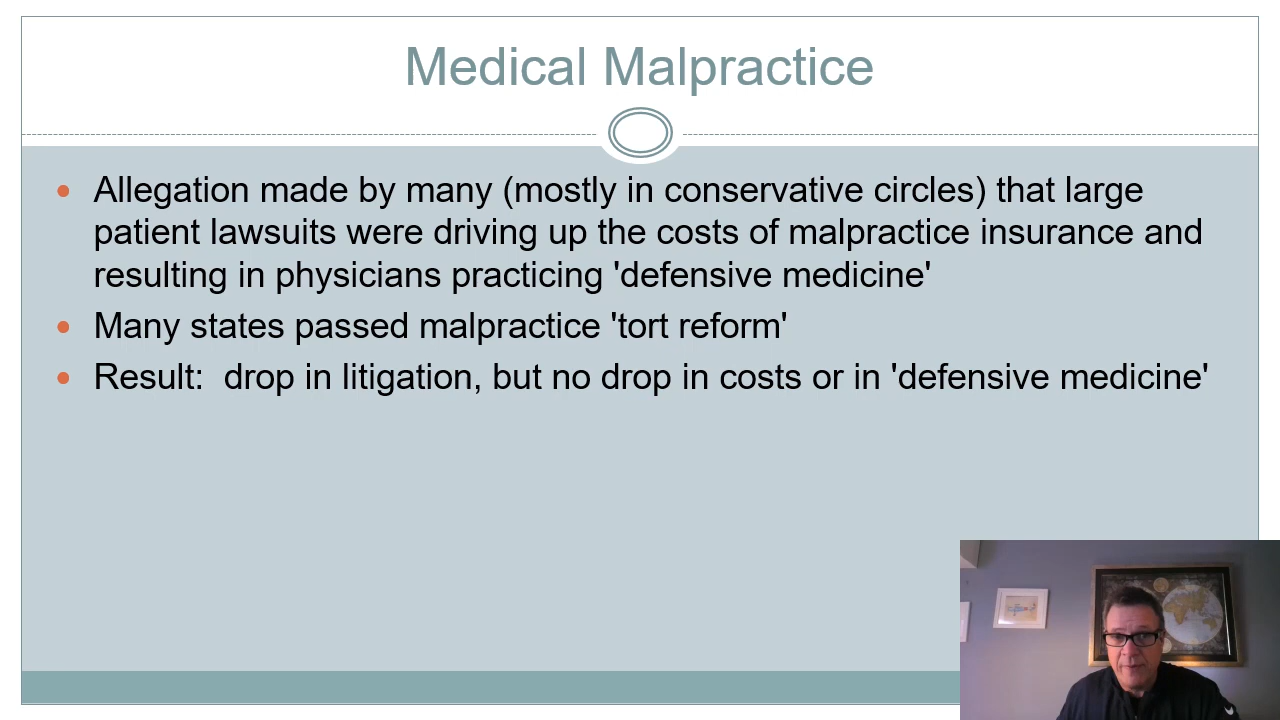 Medical Malpractice
Allegation made by many (mostly in conservative circles) that large
patient lawsuits were driving up the costs of malpractice insurance and
resulting in physicians practicing 'defensive medicine'
Many states passed malpractice 'tort reform'
Result:  drop in litigation, but no drop in costs or in 'defensive medicine'